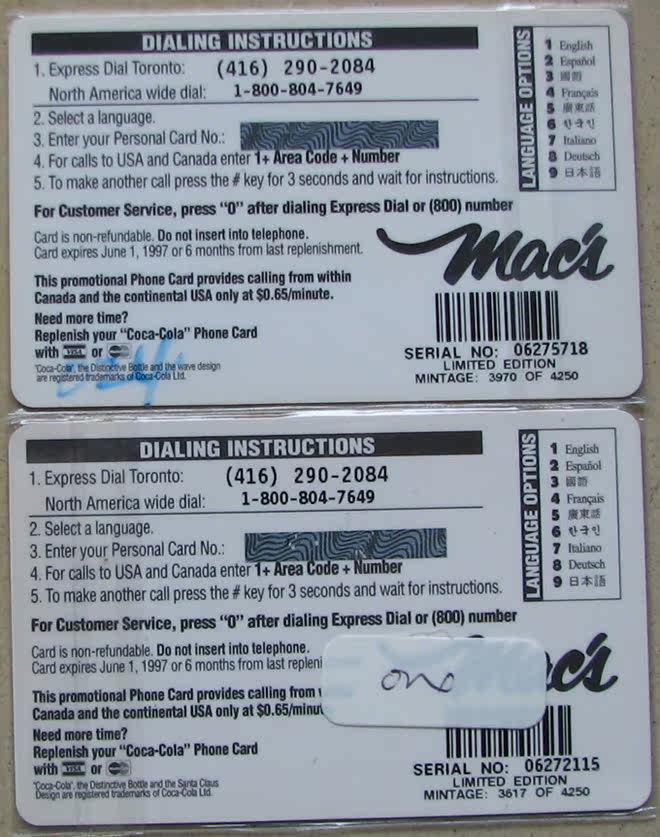 DIALING INSTRUCTIONS
1. Express Dial Toronto: (416) 290-2084
North America wide dial: 1-800-804-7649
2. Select a language.
3. Enter your Personal Card No.:
4. For calls to USA and Canada enter 1+ Area Code + Number
5. To make another call press the # key for 3 seconds and wait for instructions.
LANGUAGE OPTIONS
1 English
2 Español
3 國語
4 Français
5 廣東話
6 한국인
7 Italiano
8 Deutsch
9 日本語
For Customer Service, press "0" after dialing Express Dial or (800) number
Card is non-refundable. Do not insert into telephone.
Card expires June 1, 1997 or 6 months from last replenishment.
This promotional Phone Card provides calling from within
Canada and the continental USA only at $0.65/minute.
Need more time?
Replenish your "Coca-Cola" Phone Card
with VISA or
"Coca-Cola", the Distinctive Bottle and the wave design
are registered trademarks of Coca-Cola Ltd.
Mac's
SERIAL NO: 06275718
LIMITED EDITION
MINTAGE: 3970 OF 4250
DIALING INSTRUCTIONS
1. Express Dial Toronto: (416) 290-2084
North America wide dial: 1-800-804-7649
2. Select a language.
3. Enter your Personal Card No.:
4. For calls to USA and Canada enter 1+ Area Code + Number
5. To make another call press the # key for 3 seconds and wait for instructions.
LANGUAGE OPTIONS
1 English
2 Español
3 國語
4 Français
5 廣東話
6 한국인
7 Italiano
8 Deutsch
9 日本語
For Customer Service, press "0" after dialing Express Dial or (800) number
Card is non-refundable. Do not insert into telephone.
Card expires June 1, 1997 or 6 months from last repleni
This promotional Phone Card provides calling from
Canada and the continental USA only at $0.65/minut
Need more time?
Replenish your "Coca-Cola" Phone Card
with VISA or
"Coca-Cola", the Distinctive Bottle and the Santa Claus
Design are registered trademarks of Coca-Cola Ltd.
Mac's
one
SERIAL NO: 06272115
LIMITED EDITION
MINTAGE: 3617 OF 4250